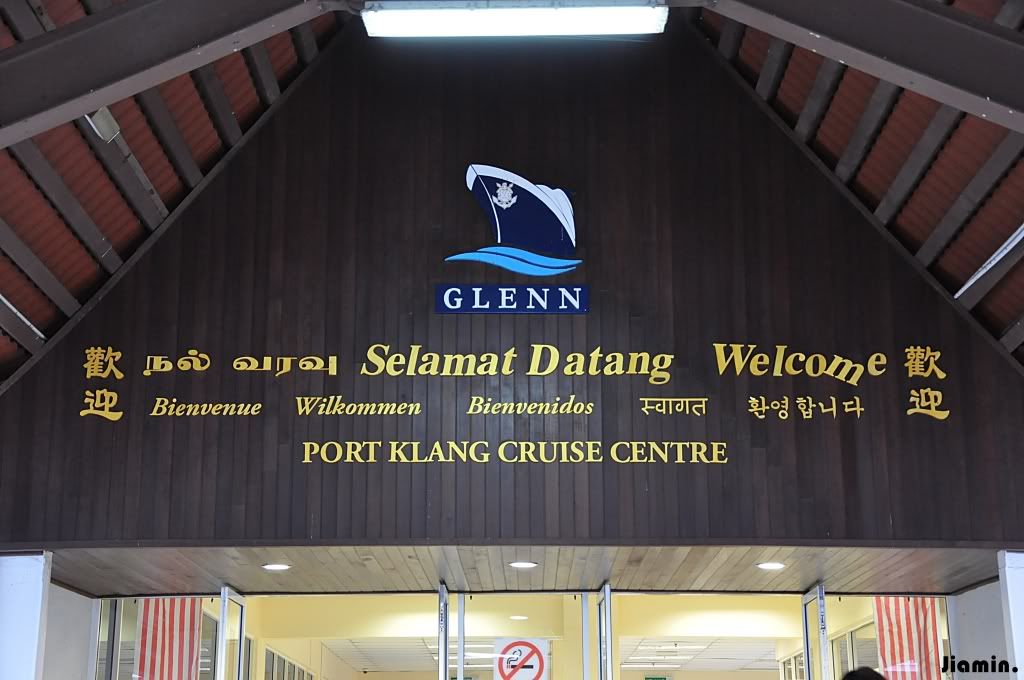 GLENN
歡迎 நல் வரவு Selamat Datang Welcome 歡迎
Bienvenue Wilkommen Bienvenidos स्वागत 환영합니다
PORT KLANG CRUISE CENTRE
Jiamin.